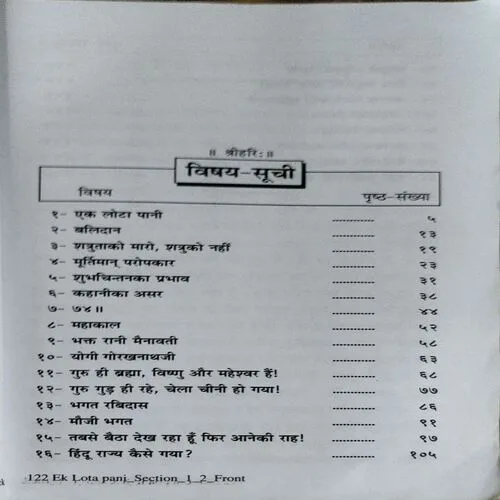 ॥ श्रीहरिः॥
विषय-सूची
विषय पृष्ठ-संख्या
१- एक लोटा पानी ............ ५
२- बलिदान ............ १३
३- शत्रुताको मारो, शत्रुको नहीं ............ १९
४- मूर्तिमान् परोपकार ............ २३
५- शुभचिन्तनका प्रभाव ............ ३१
६- कहानीका असर ............ ३८
७- ७४॥ ............ ४४
८- महाकाल ............ ५२
९- भक्त रानी मैनावती ............ ५८
१०- योगी गोरखनाथजी ............ ६३
११- गुरु ही ब्रह्मा, विष्णु और महेश्वर हैं! ............ ६८
१२- गुरु गुड़ ही रहे, चेला चीनी हो गया! ............ ७७
१३- भगत रबिदास ............ ८६
१४- मौजी भगत ............ ९१
१५- तबसे बैठा देख रहा हूँ फिर आनेकी राह! ............ ९७
१६- हिंदू राज्य कैसे गया? ............ १०५
122 Ek Lota pani_Section_1_2_Front